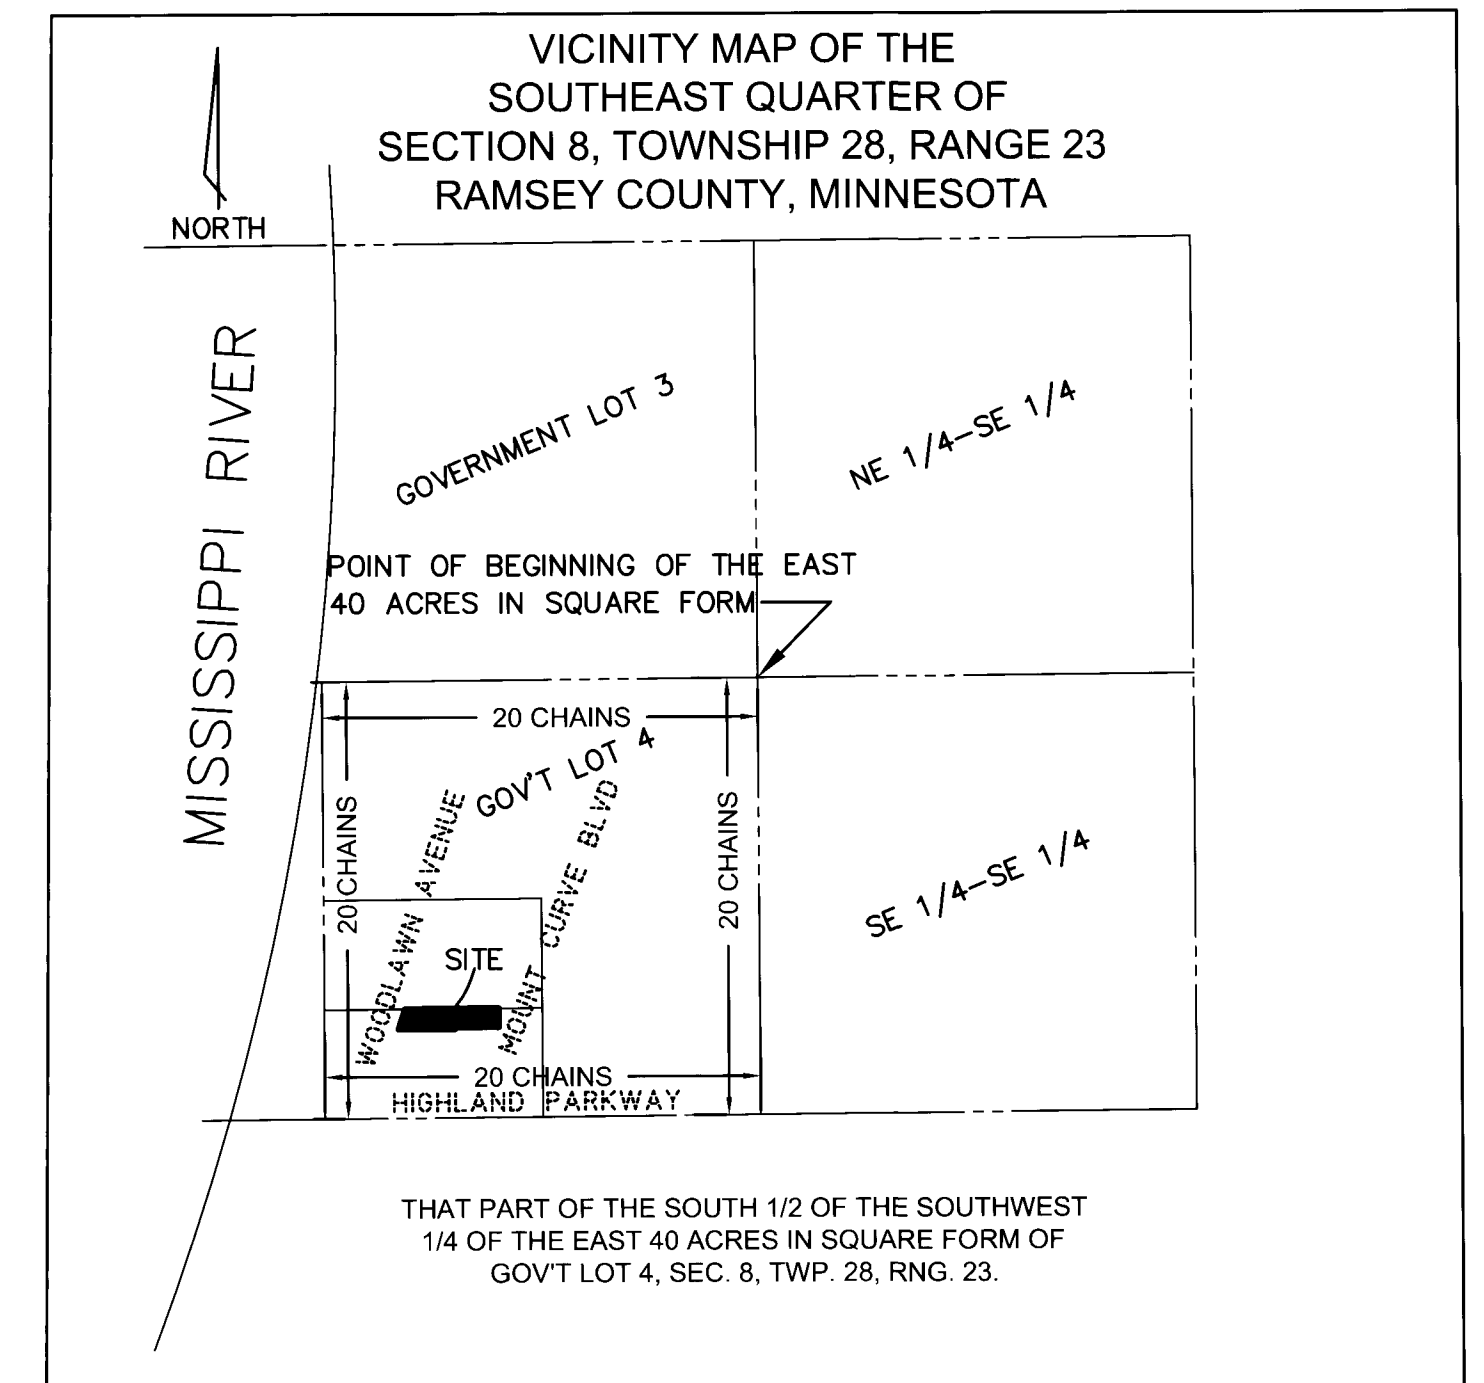 VICINITY MAP OF THE
SOUTHEAST QUARTER OF
SECTION 8, TOWNSHIP 28, RANGE 23
RAMSEY COUNTY, MINNESOTA
NORTH
MISSISSIPPI RIVER
GOVERNMENT LOT 3
NE 1/4-SE 1/4
POINT OF BEGINNING OF THE EAST
40 ACRES IN SQUARE FORM
20 CHAINS
GOV'T LOT 4
20 CHAINS
20 CHAINS
WOODLAWN AVENUE
MOUNT CURVE BLVD
SE 1/4-SE 1/4
SITE
20 CHAINS
HIGHLAND PARKWAY
THAT PART OF THE SOUTH 1/2 OF THE SOUTHWEST
1/4 OF THE EAST 40 ACRES IN SQUARE FORM OF
GOV'T LOT 4, SEC. 8, TWP. 28, RNG. 23.